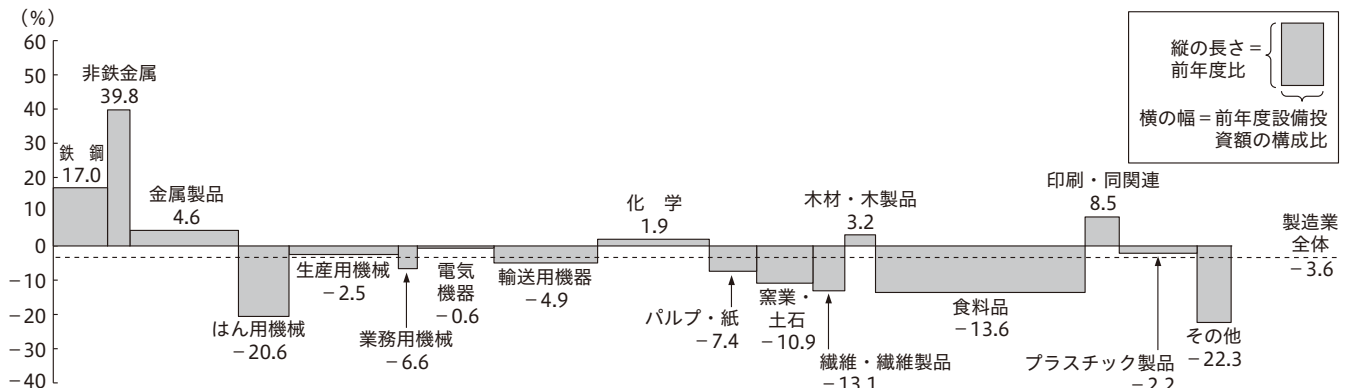 (%)
60
50
40
30
20
10
0
−10
−20
−30
−40
鉄 鋼
17.0
非鉄金属
39.8
金属製品
4.6
はん用機械
−20.6
生産用機械
−2.5
業務用機械
−6.6
電気
機器
−0.6
輸送用機器
−4.9
化 学
1.9
パルプ・紙
−7.4
窯業・
土石
−10.9
繊維・繊維製品
−13.1
木材・木製品
3.2
食料品
−13.6
印刷・同関連
8.5
プラスチック製品
−2.2
その他
−22.3
製造業
全体
−3.6
縦の長さ＝
前年度比
横の幅＝前年度設備投
資額の構成比